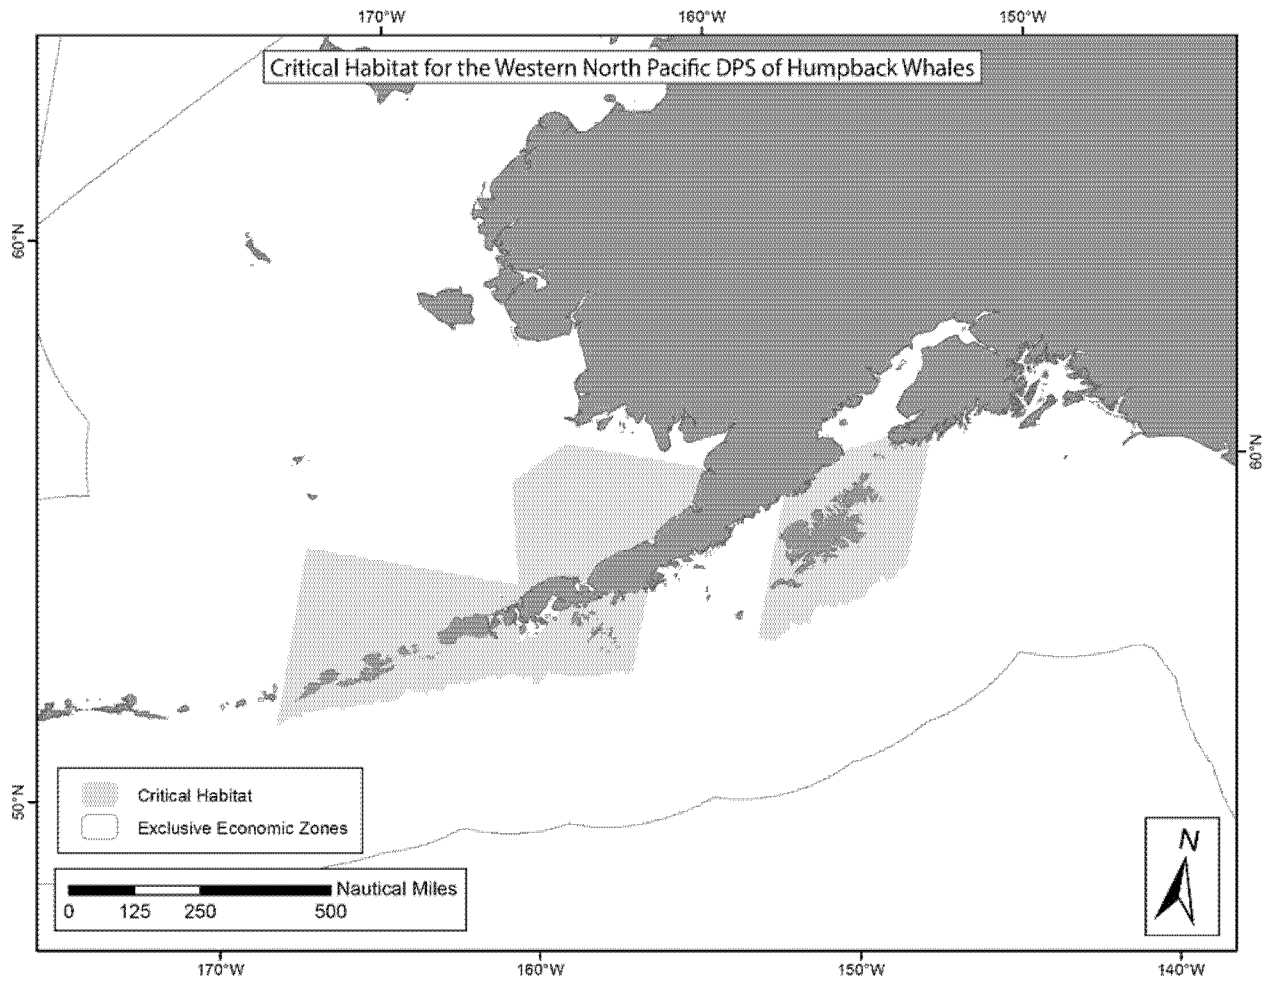 170°W 160°W 150°W
Critical Habitat for the Western North Pacific DPS of Humpback Whales
60°N
60°N
50°N
Critical Habitat
Exclusive Economic Zones
Nautical Miles
0 125 250 500
N
170°W 160°W 150°W 140°W